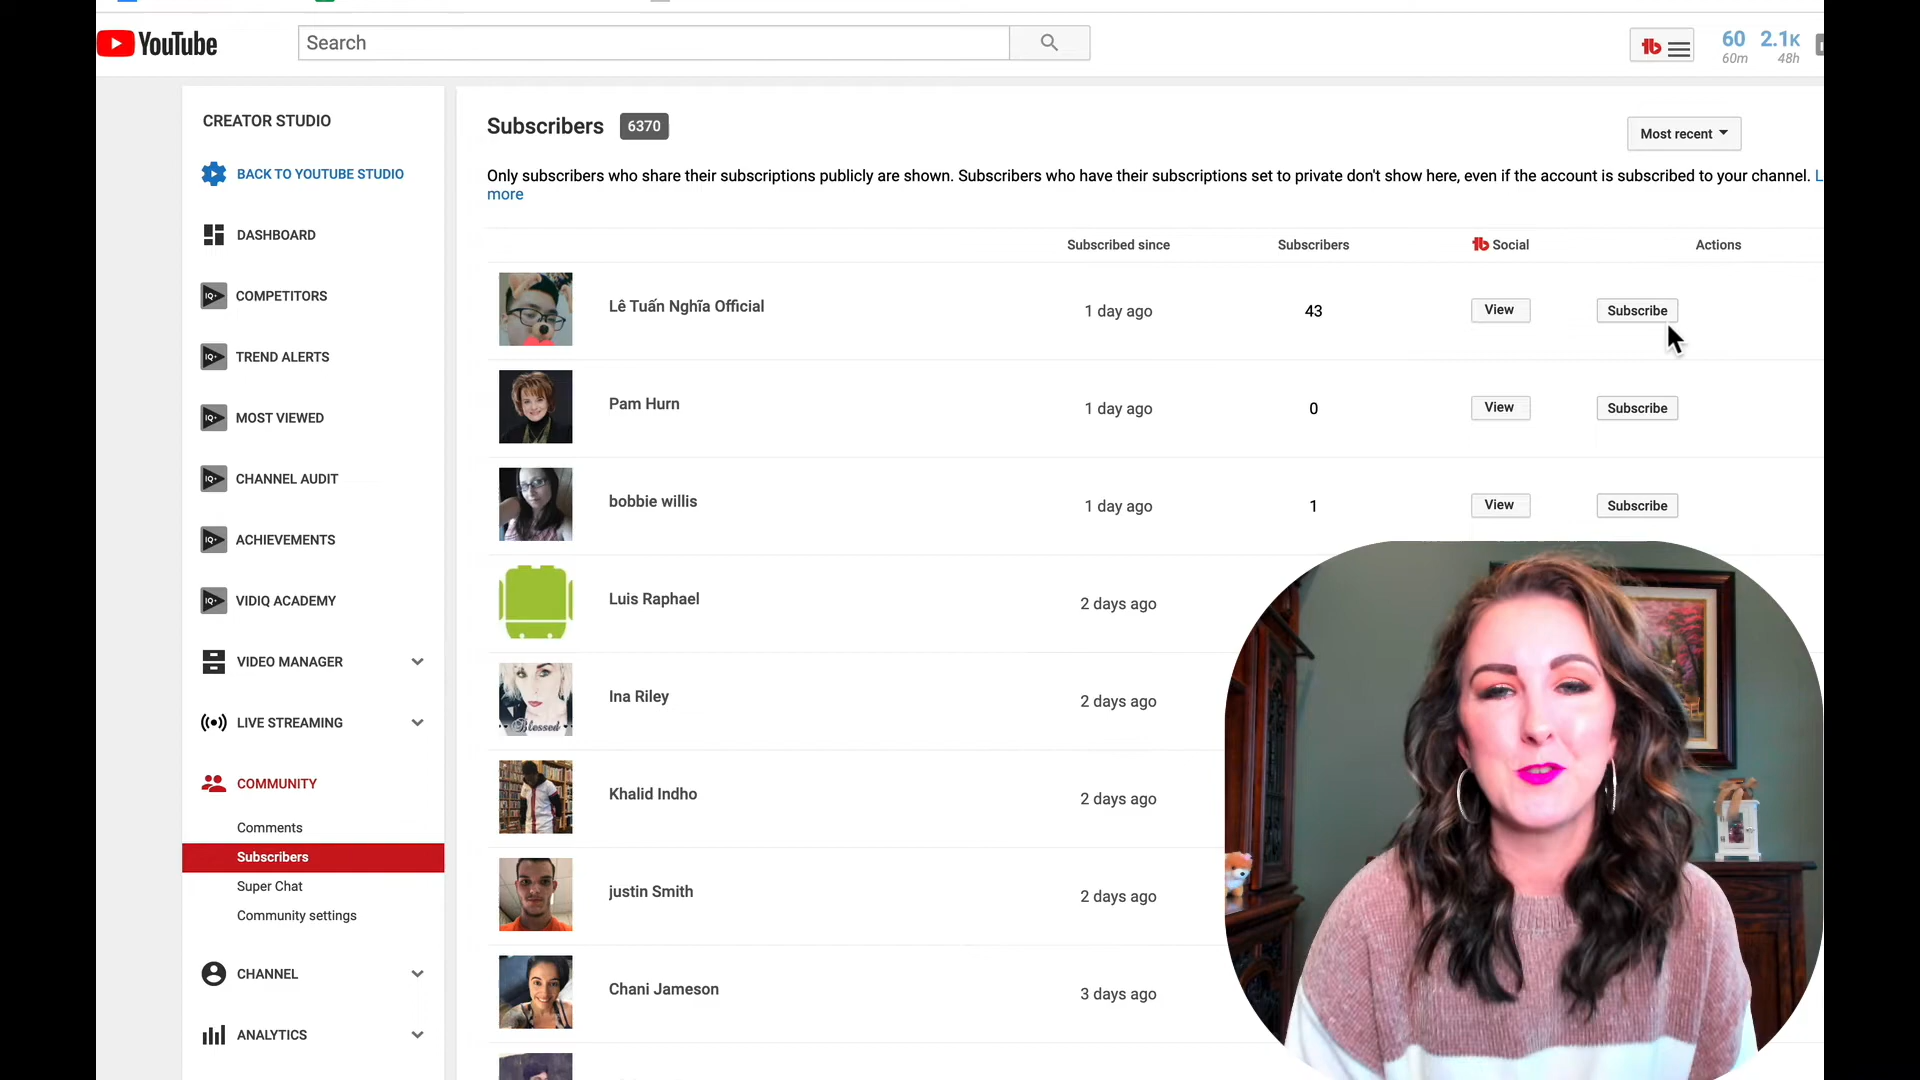 YouTube
Search
60 2.1K
60m 48h
CREATOR STUDIO
BACK TO YOUTUBE STUDIO
DASHBOARD
COMPETITORS
TREND ALERTS
MOST VIEWED
CHANNEL AUDIT
ACHIEVEMENTS
VIDIQ ACADEMY
VIDEO MANAGER
LIVE STREAMING
COMMUNITY
Comments
Subscribers
Super Chat
Community settings
CHANNEL
ANALYTICS
Subscribers 6370
Most recent
Only subscribers who share their subscriptions publicly are shown. Subscribers who have their subscriptions set to private don't show here, even if the account is subscribed to your channel. L
more
Subscribed since Subscribers Social Actions
Lê Tuấn Nghĩa Official 1 day ago 43 View Subscribe
Pam Hurn 1 day ago 0 View Subscribe
bobbie willis 1 day ago 1 View Subscribe
Luis Raphael 2 days ago
Ina Riley 2 days ago
Blessed
Khalid Indho 2 days ago
justin Smith 2 days ago
Chani Jameson 3 days ago